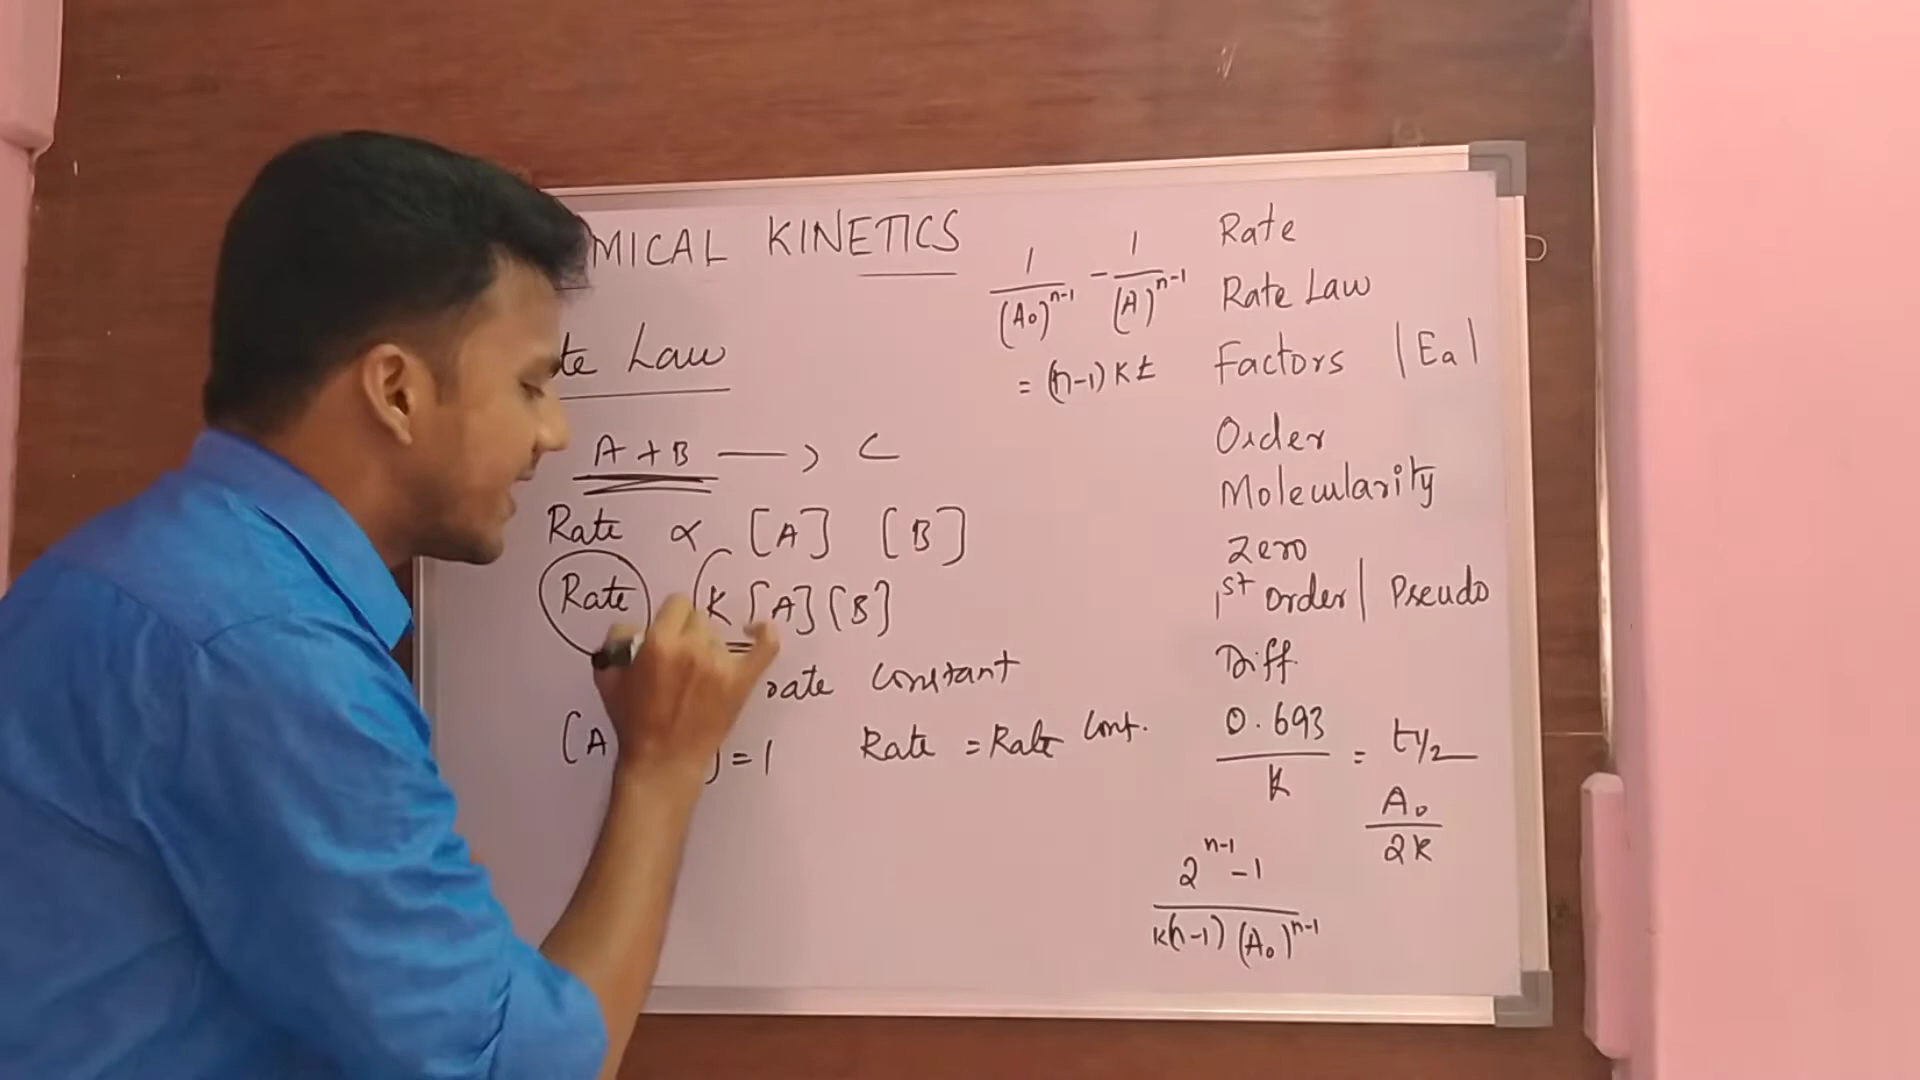 MICAL KINETICS
te Law
A + B ⟶ C
Rate ∝ [A] [B]
Rate K [A] [B]
rate constant
[A ] = 1 Rate = Rate Const.
1/(A₀)ⁿ⁻¹ - 1/(A)ⁿ⁻¹
= (n-1) K t
Rate
Rate Law
Factors | Ea |
Order
Molecularity
Zero
1st order | Pseudo
Diff.
0.693/K = t1/2
A₀/2K
2ⁿ⁻¹ - 1/K(n-1) (A₀)ⁿ⁻¹